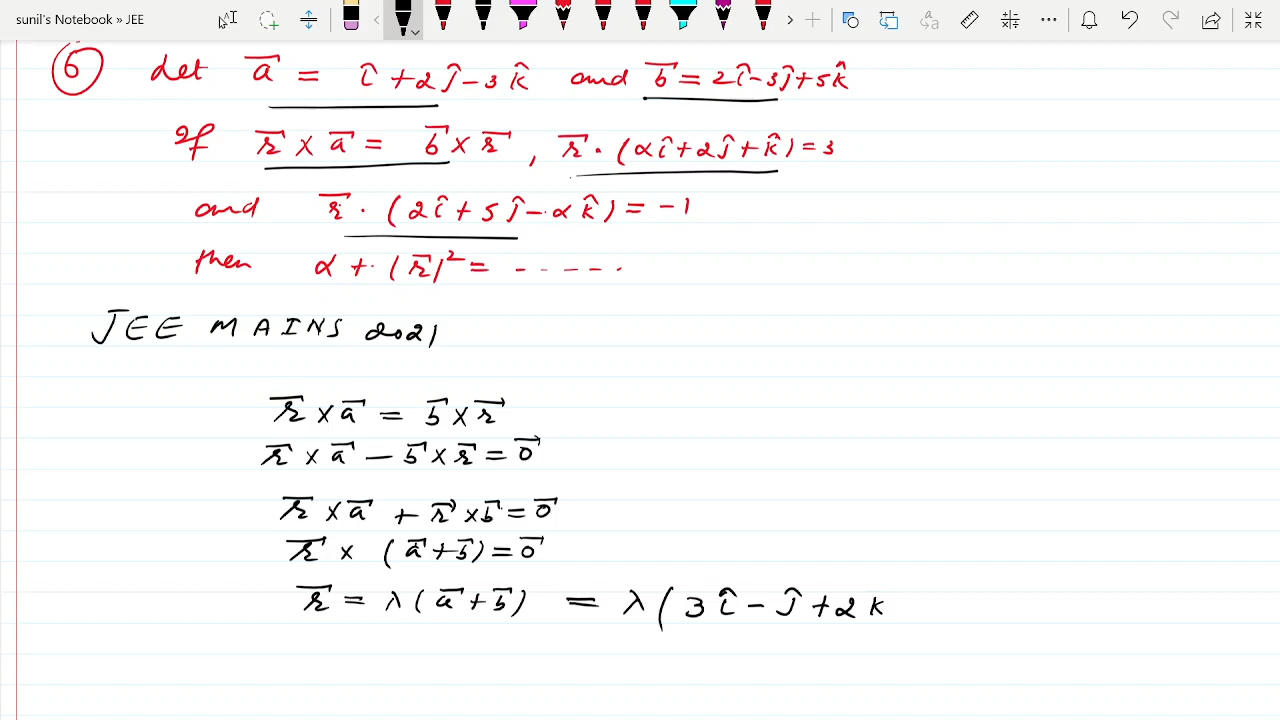 sunil's Notebook » JEE
⑥ Let a⃗ = î + 2ĵ - 3k̂ and b⃗ = 2î - 3ĵ + 5k̂
If r⃗ × a⃗ = b⃗ × r⃗ , r⃗ · (αî + 2ĵ + k̂) = 3
and r⃗ · (2î + 5ĵ - αk̂) = -1
then α + |r⃗|² = - - - - -
JEE MAINS 2021
r⃗ × a⃗ = b⃗ × r⃗
r⃗ × a⃗ - b⃗ × r⃗ = 0⃗
r⃗ × a⃗ + r⃗ × b⃗ = 0⃗
r⃗ × (a⃗ + b⃗) = 0⃗
r⃗ = λ(a⃗ + b⃗) = λ(3î - ĵ + 2k